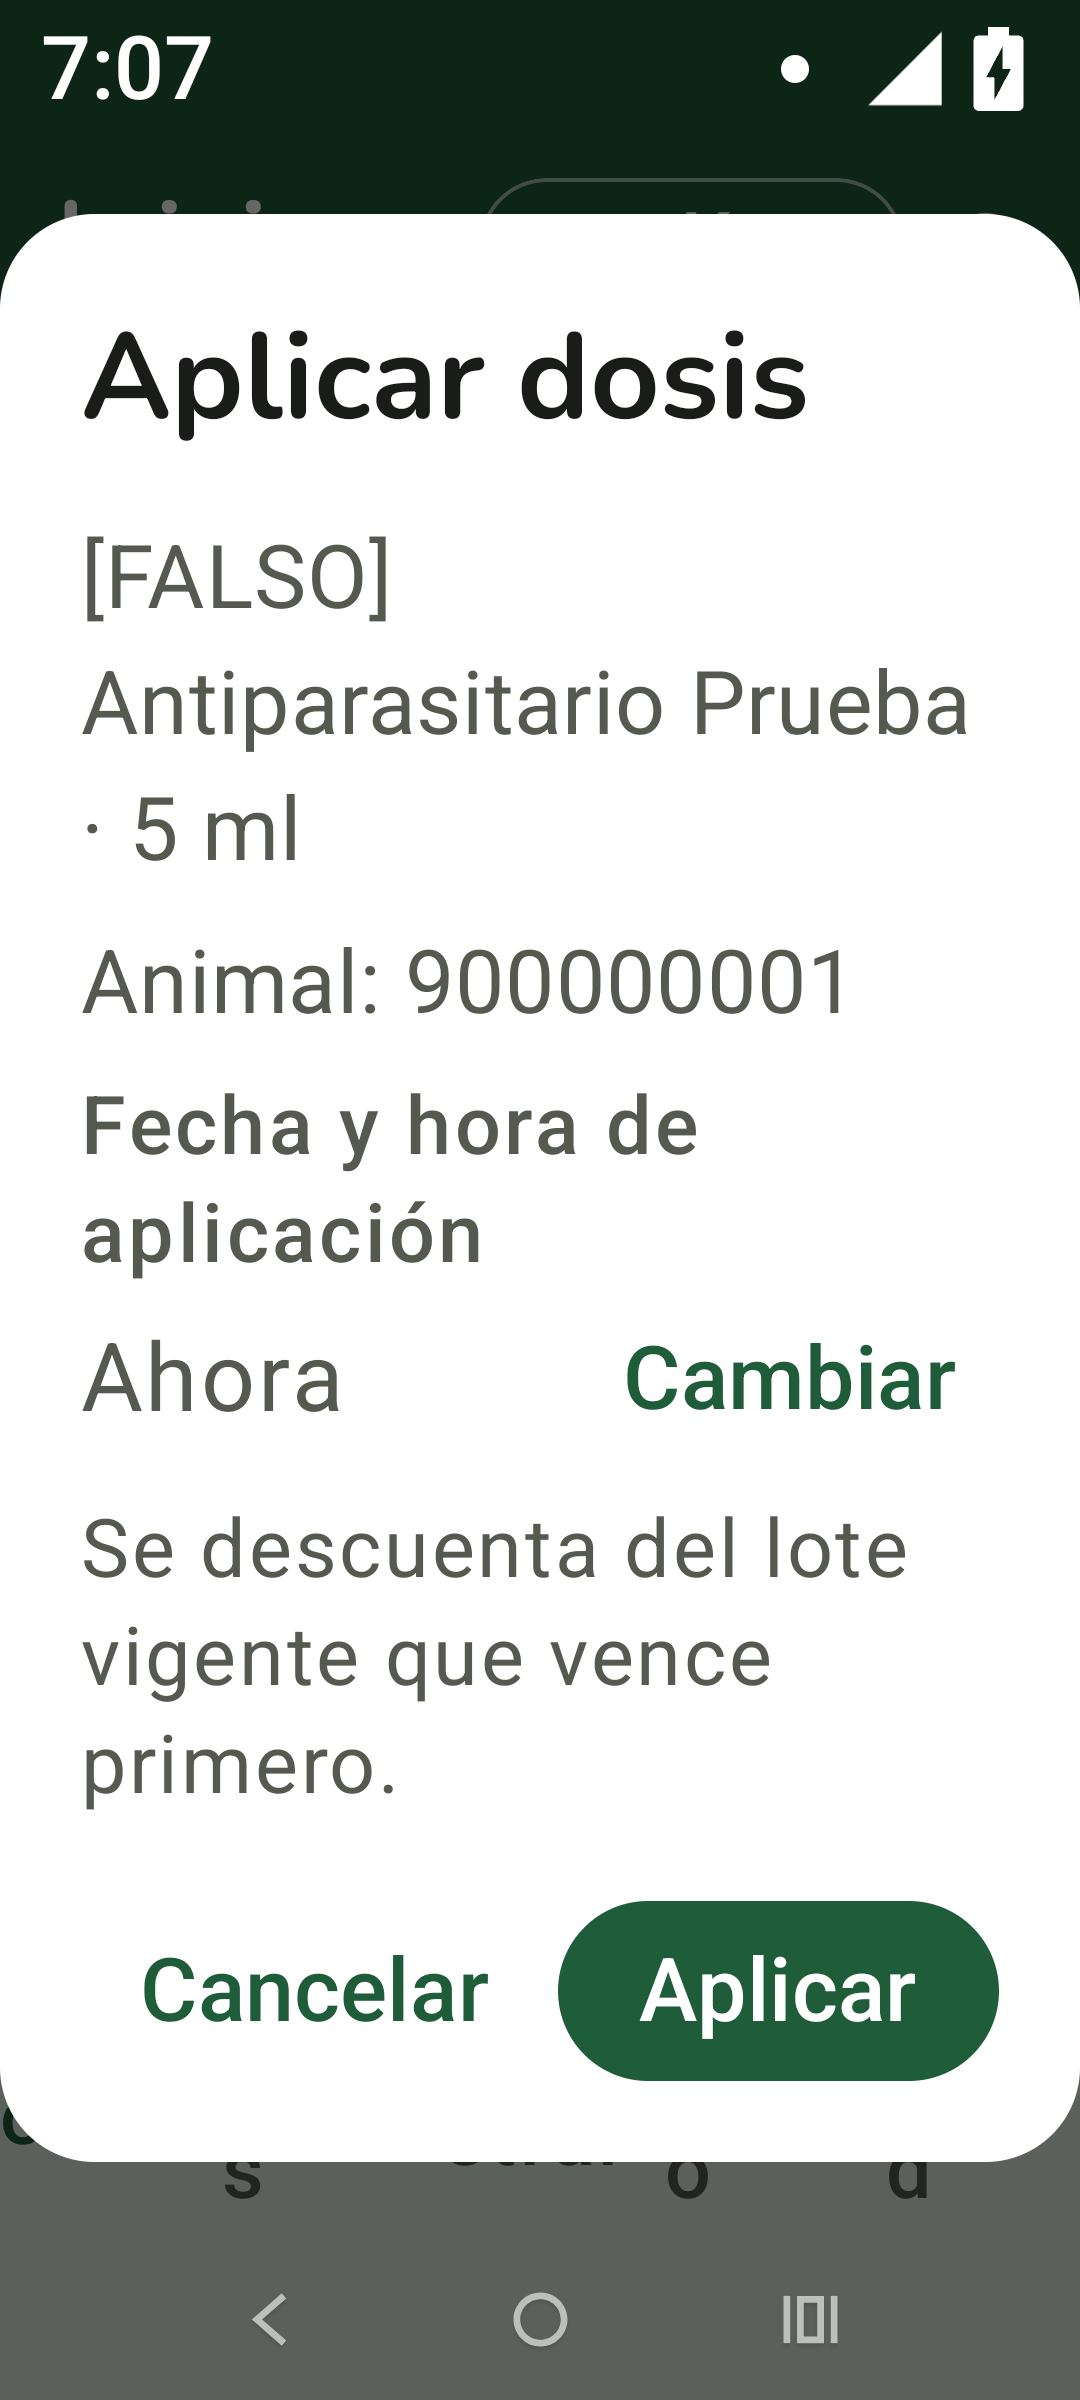 7:07
Aplicar dosis
[FALSO]
Antiparasitario Prueba
· 5 ml
Animal: 900000001
Fecha y hora de
aplicación
Ahora
Cambiar
Se descuenta del lote
vigente que vence
primero.
Cancelar
Aplicar